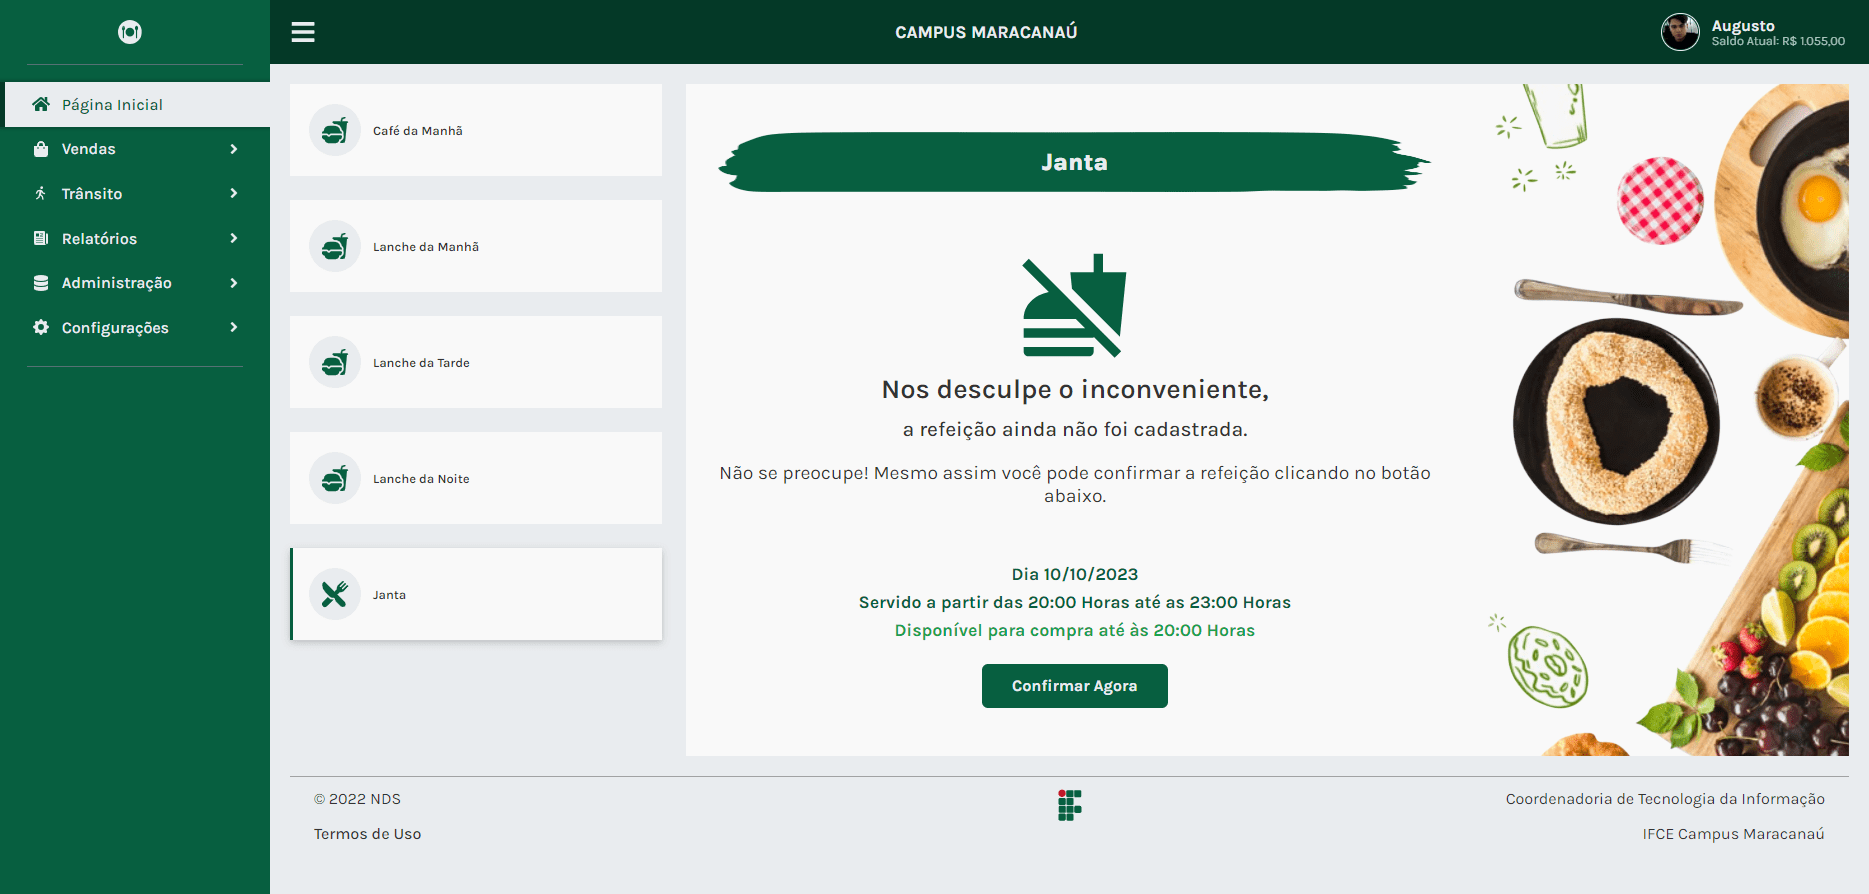 CAMPUS MARACANAÚ
Augusto
Saldo Atual: R$ 1.055,00
Página Inicial
Vendas
Trânsito
Relatórios
Administração
Configurações
Café da Manhã
Lanche da Manhã
Lanche da Tarde
Lanche da Noite
Janta
Janta
Nos desculpe o inconveniente,
a refeição ainda não foi cadastrada.
Não se preocupe! Mesmo assim você pode confirmar a refeição clicando no botão
abaixo.
Dia 10/10/2023
Servido a partir das 20:00 Horas até as 23:00 Horas
Disponível para compra até às 20:00 Horas
Confirmar Agora
© 2022 NDS
Termos de Uso
Coordenadoria de Tecnologia da Informação
IFCE Campus Maracanaú